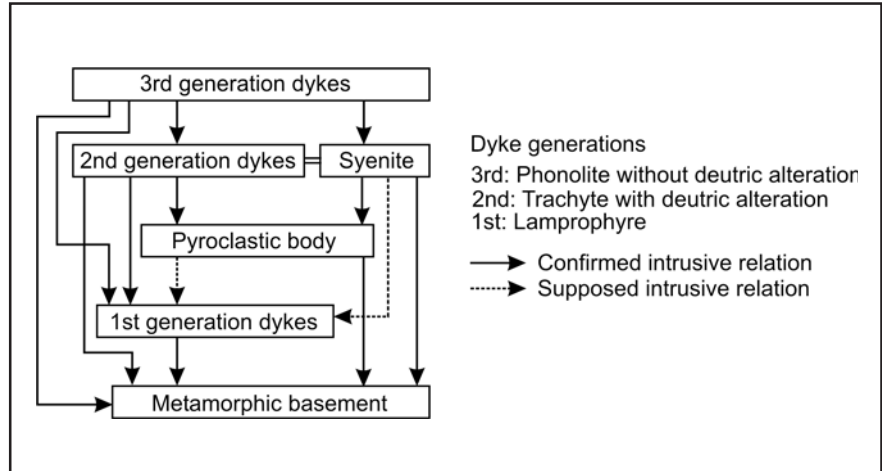 3rd generation dykes
2nd generation dykes
Syenite
Pyroclastic body
1st generation dykes
Metamorphic basement
Dyke generations
3rd: Phonolite without deutric alteration
2nd: Trachyte with deutric alteration
1st: Lamprophyre
Confirmed intrusive relation
Supposed intrusive relation